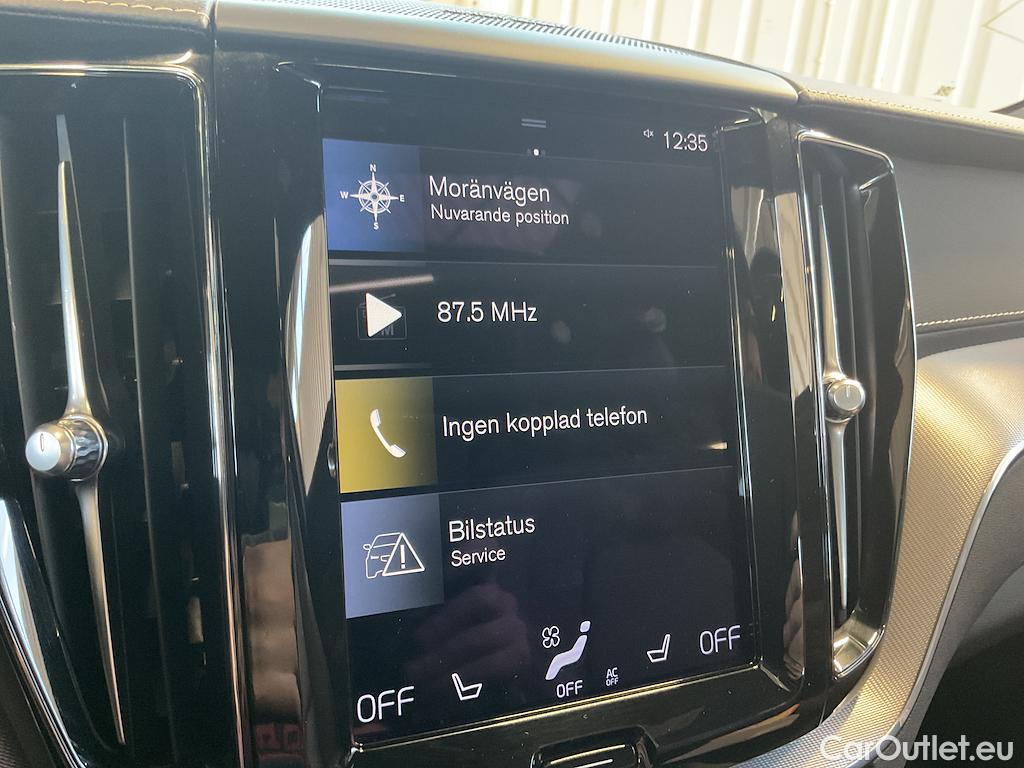 12:35
N
W E
S
Moränvägen
Nuvarande position
87.5 MHz
Ingen kopplad telefon
Bilstatus
Service
OFF
OFF
AC
OFF
OFF
CarOutlet.eu